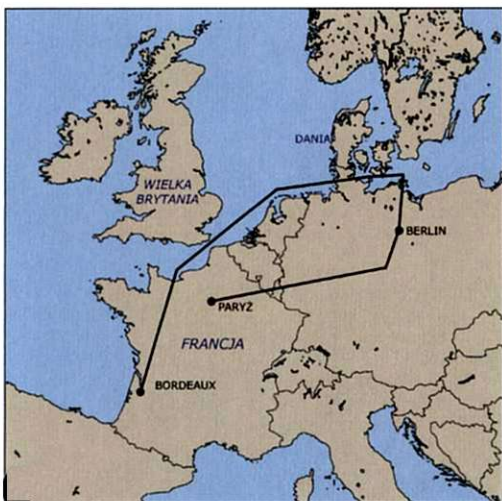 DANIA
WIELKA
BRYTANIA
BERLIN
PARYŻ
FRANCJA
BORDEAUX